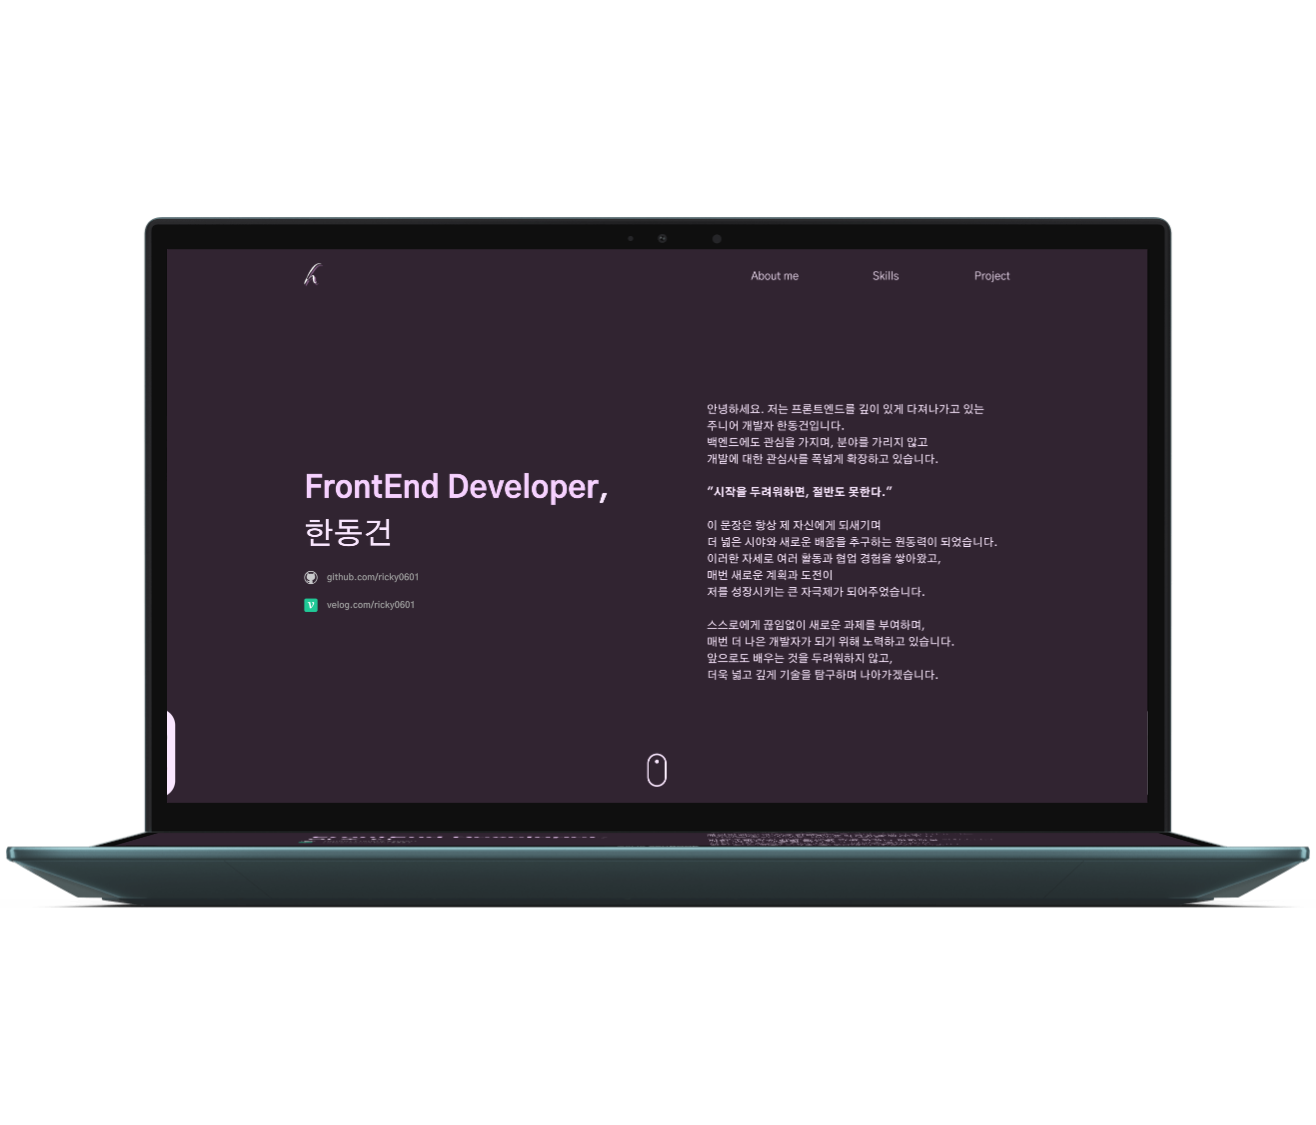 h
About me
Skills
Project
FrontEnd Developer,
한동건
github.com/ricky0601
velog.com/ricky0601
안녕하세요. 저는 프론트엔드를 깊이 있게 다져나가고 있는
주니어 개발자 한동건입니다.
백엔드에도 관심을 가지며, 분야를 가리지 않고
개발에 대한 관심사를 폭넓게 확장하고 있습니다.
“시작을 두려워하면, 절반도 못한다.”
이 문장은 항상 제 자신에게 되새기며
더 넓은 시야와 새로운 배움을 추구하는 원동력이 되었습니다.
이러한 자세로 여러 활동과 협업 경험을 쌓아왔고,
매번 새로운 계획과 도전이
저를 성장시키는 큰 자극제가 되어주었습니다.
스스로에게 끊임없이 새로운 과제를 부여하며,
매번 더 나은 개발자가 되기 위해 노력하고 있습니다.
앞으로도 배우는 것을 두려워하지 않고,
더욱 넓고 깊게 기술을 탐구하며 나아가겠습니다.